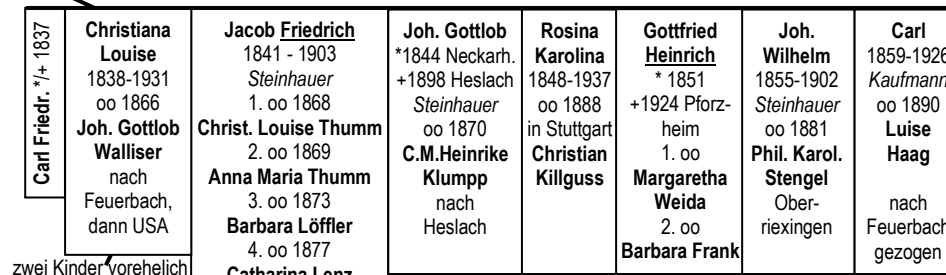 Carl Friedr. */+ 1837
Christiana
Louise
1838-1931
oo 1866
Joh. Gottlob
Walliser
nach
Feuerbach,
dann USA
zwei Kinder vorehelich
Jacob Friedrich
1841 - 1903
Steinhauer
1. oo 1868
Christ. Louise Thumm
2. oo 1869
Anna Maria Thumm
3. oo 1873
Barbara Löffler
4. oo 1877
Catharina Lenz
Joh. Gottlob
*1844 Neckarh.
+1898 Heslach
Steinhauer
oo 1870
C.M.Heinrike
Klumpp
nach
Heslach
Rosina
Karolina
1848-1937
oo 1888
in Stuttgart
Christian
Killguss
Gottfried
Heinrich
* 1851
+1924 Pforz-
heim
1. oo
Margaretha
Weida
2. oo
Barbara Frank
Joh.
Wilhelm
1855-1902
Steinhauer
oo 1881
Phil. Karol.
Stengel
Ober-
riexingen
Carl
1859-1926
Kaufmann
oo 1890
Luise
Haag
nach
Feuerbach
gezogen